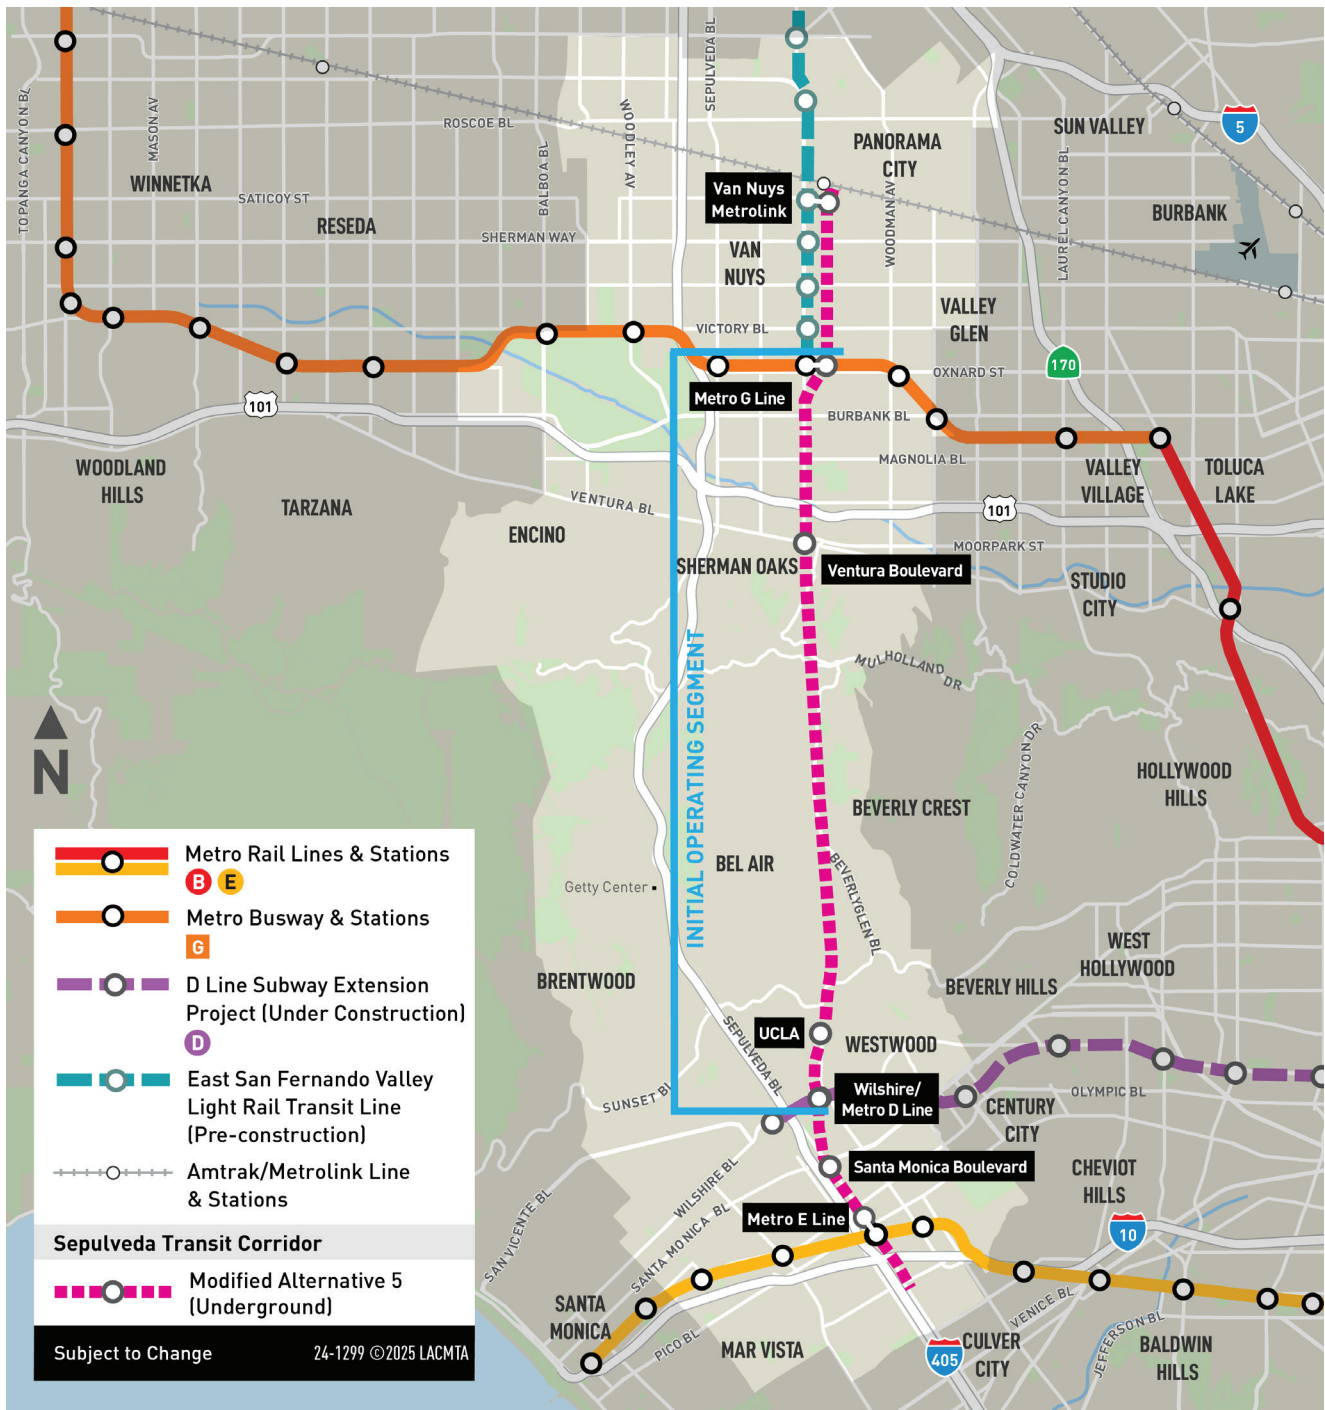 TOPANGA CANYON BL
MASON AV
WINNETKA
ROSCOE BL
SATICOY ST
RESEDA
SHERMAN WAY
BALBOA BL
WOODLEY AV
SEPULVEDA BL
Van Nuys
Metrolink
VAN
NUYS
PANORAMA
CITY
WOODMAN AV
SUN VALLEY
5
LAUREL CANYON BL
BURBANK
VALLEY
GLEN
170
VICTORY BL
OXNARD ST
Metro G Line
BURBANK BL
MAGNOLIA BL
101
WOODLAND
HILLS
TARZANA
VENTURA BL
ENCINO
VALLEY
VILLAGE
TOLUCA
LAKE
101
MOORPARK ST
SHERMAN OAKS
Ventura Boulevard
STUDIO
CITY
MULHOLLAND
DR
INITIAL OPERATING SEGMENT
COLDWATER CANYON DR
HOLLYWOOD
HILLS
BEVERLY CREST
BEL AIR
BEVERLYGLEN BL
Getty Center
BRENTWOOD
WEST
HOLLYWOOD
BEVERLY HILLS
SEPULVEDA BL
UCLA
WESTWOOD
SUNSET BL
Wilshire/
Metro D Line
OLYMPIC BL
CENTURY
CITY
Santa Monica Boulevard
CHEVIOT
HILLS
WILSHIRE BL
SAN VICENTE BL
SANTA MONICA BL
Metro E Line
10
SANTA
MONICA
PICO BL
MAR VISTA
VENICE BL
JEFFERSON BL
405
CULVER
CITY
BALDWIN
HILLS
N
Metro Rail Lines & Stations
B E
Metro Busway & Stations
G
D Line Subway Extension
Project (Under Construction)
D
East San Fernando Valley
Light Rail Transit Line
(Pre-construction)
Amtrak/Metrolink Line
& Stations
Sepulveda Transit Corridor
Modified Alternative 5
(Underground)
Subject to Change 24-1299 ©2025 LACMTA